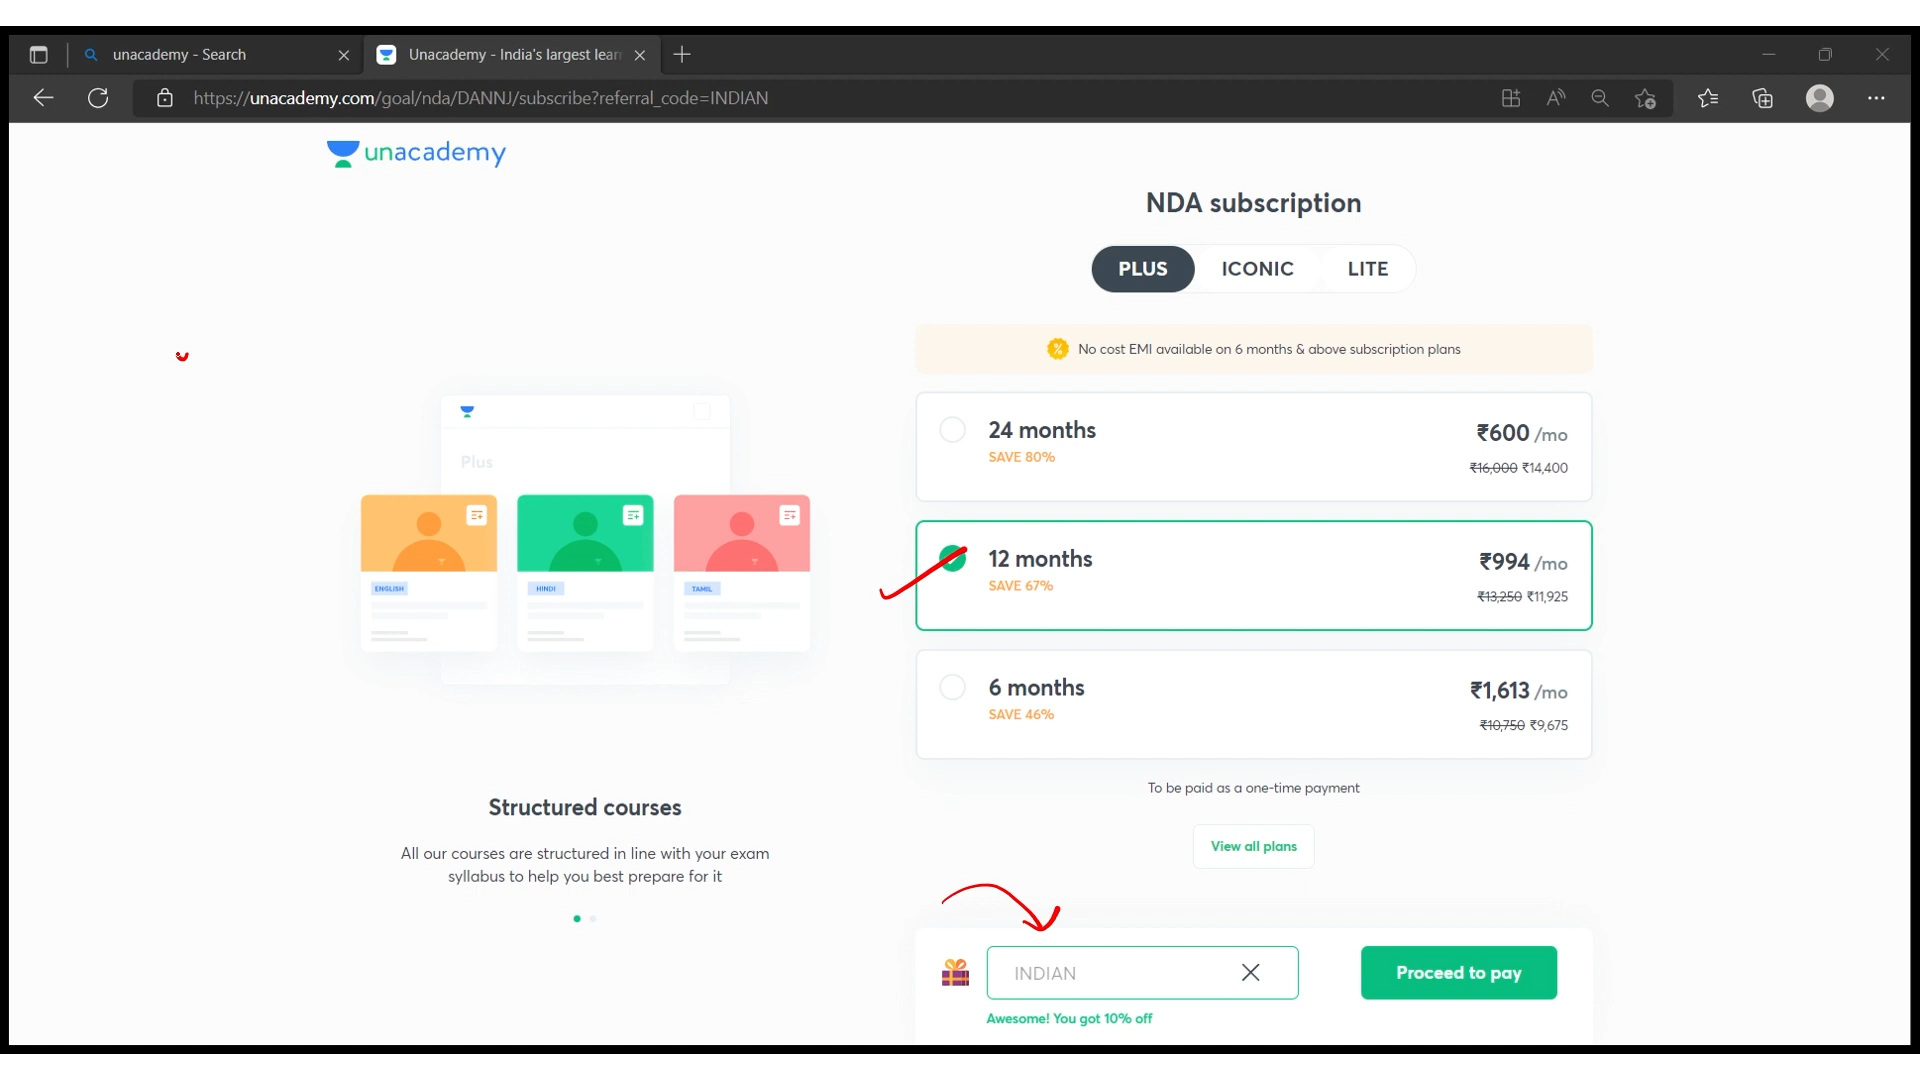 unacademy - Search
Unacademy - India's largest lear
https://unacademy.com/goal/nda/DANNJ/subscribe?referral_code=INDIAN
unacademy
NDA subscription
PLUS ICONIC LITE
No cost EMI available on 6 months & above subscription plans
24 months ₹600 /mo
SAVE 80% ₹16,000 ₹14,400
12 months ₹994 /mo
SAVE 67% ₹13,250 ₹11,925
6 months ₹1,613 /mo
SAVE 46% ₹10,750 ₹9,675
To be paid as a one-time payment
View all plans
Plus
ENGLISH HINDI TAMIL
Structured courses
All our courses are structured in line with your exam
syllabus to help you best prepare for it
INDIAN
Proceed to pay
Awesome! You got 10% off